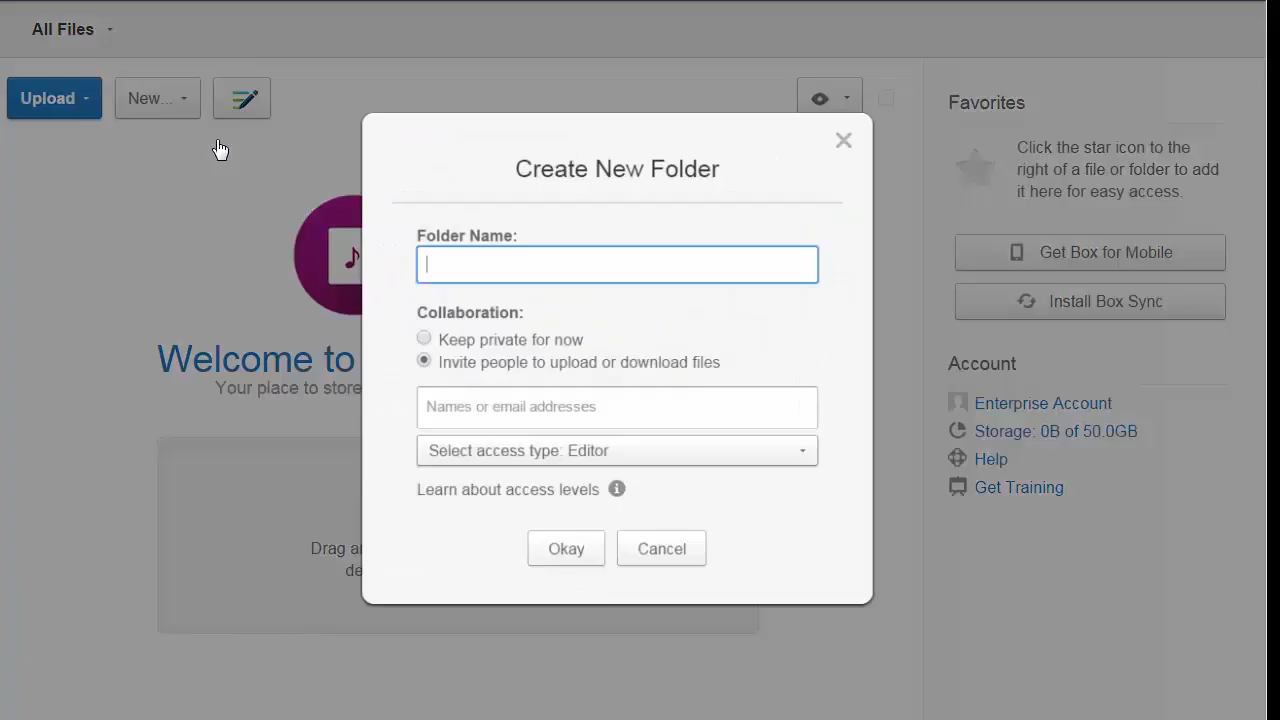 All Files
Upload
New...
Create New Folder
Folder Name:
Collaboration:
Keep private for now
Invite people to upload or download files
Names or email addresses
Select access type: Editor
Learn about access levels
Okay
Cancel
Welcome to
Your place to store
Drag
Favorites
Click the star icon to the
right of a file or folder to add
it here for easy access.
Get Box for Mobile
Install Box Sync
Account
Enterprise Account
Storage: 0B of 50.0GB
Help
Get Training